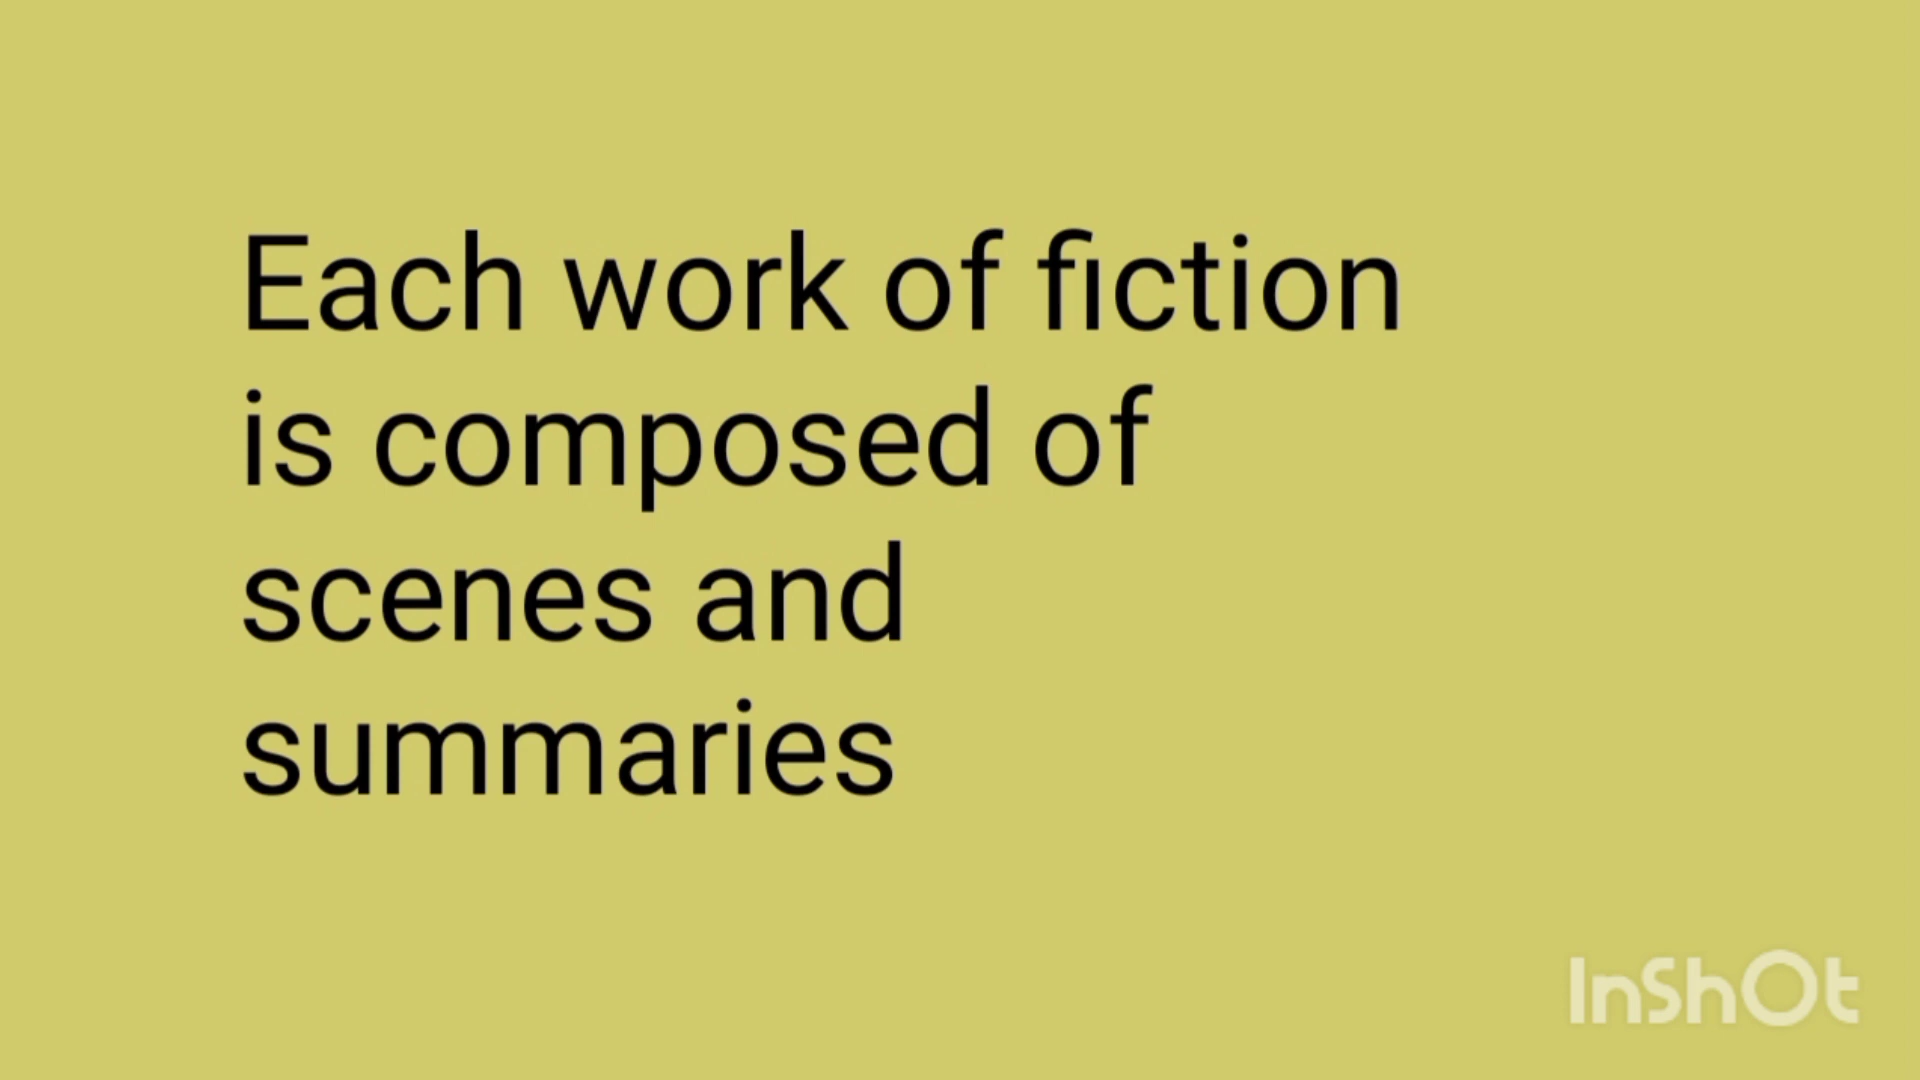 Each work of fiction
is composed of
scenes and
summaries
InShOt